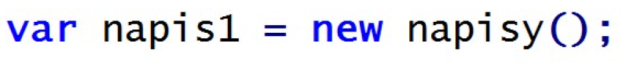 var napis1 = new napisy();